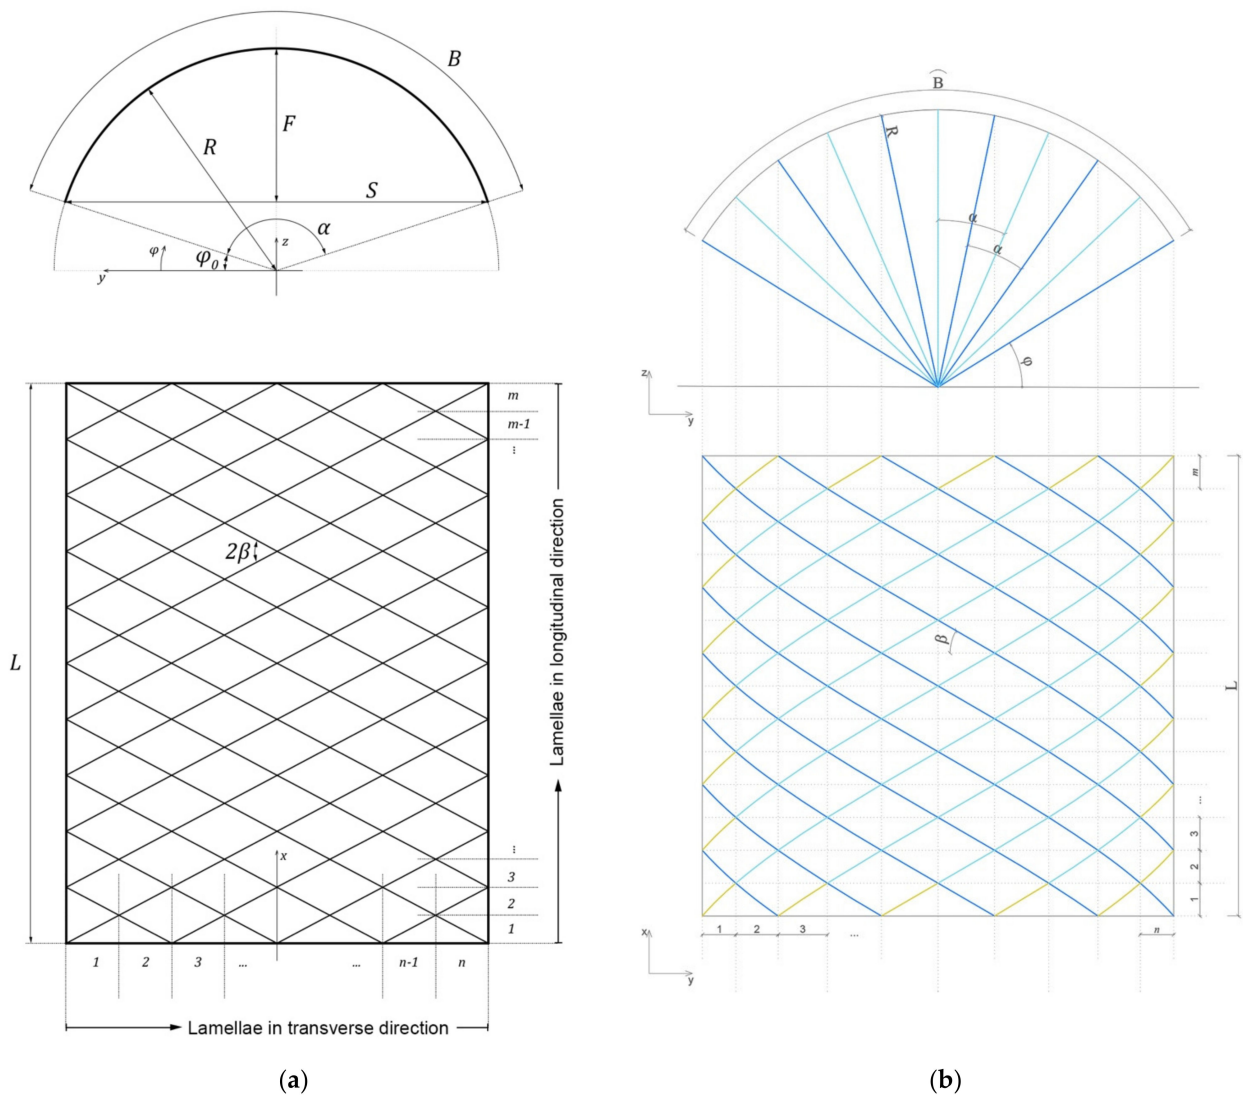 B
F
R
S
z
α
φ
φ0
y
B
R
α
α
φ
z
y
m
m-1
...
2β
L
Lamellae in longitudinal direction
x
...
3
2
1
1
2
3
...
...
n-1
n
Lamellae in transverse direction
m
β
L
...
3
2
1
1
2
3
...
n
x
y
(a)
(b)